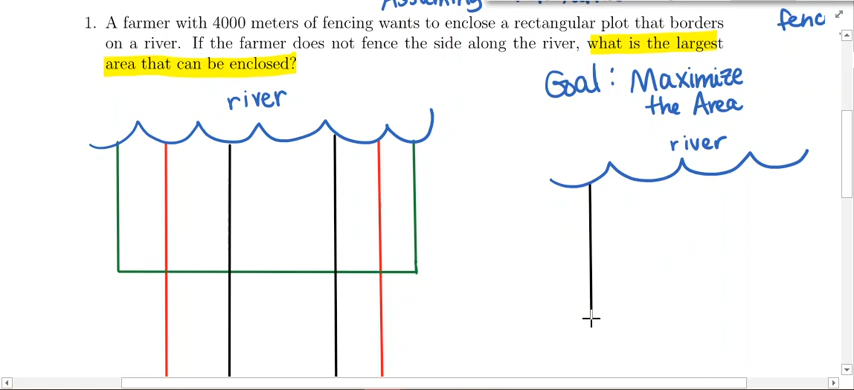 Assuming
fenc
1. A farmer with 4000 meters of fencing wants to enclose a rectangular plot that borders
on a river. If the farmer does not fence the side along the river, what is the largest
area that can be enclosed?
Goal: Maximize
the Area
river
river